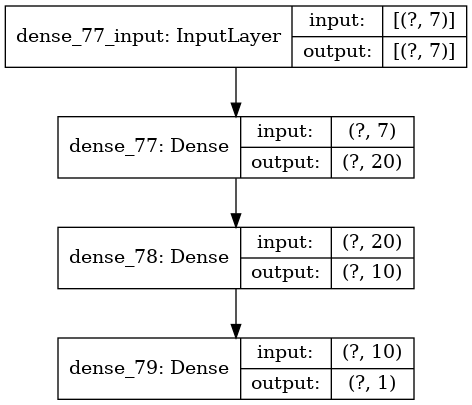 dense_77_input: InputLayer
input: [(?, 7)]
output: [(?, 7)]
dense_77: Dense
input: (?, 7)
output: (?, 20)
dense_78: Dense
input: (?, 20)
output: (?, 10)
dense_79: Dense
input: (?, 10)
output: (?, 1)